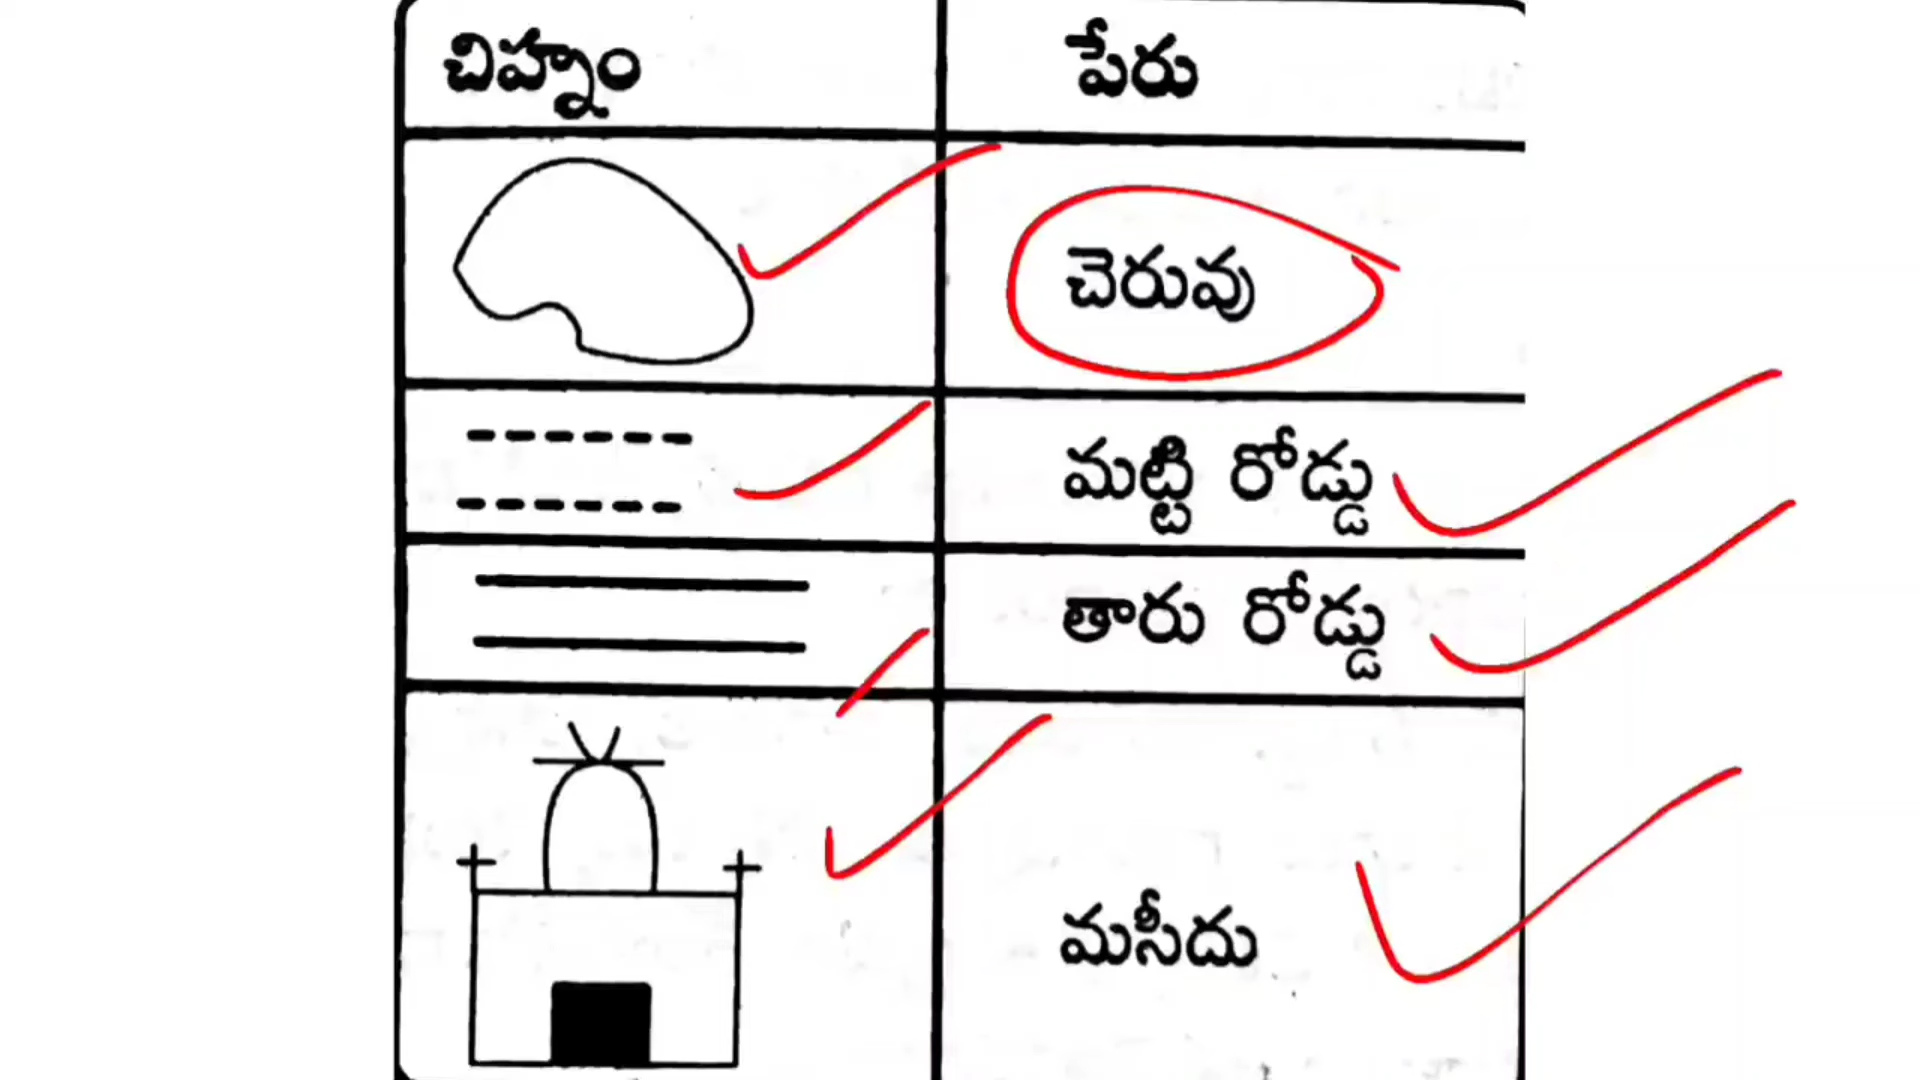 చిహ్నం పేరు
చెరువు
మట్టి రోడ్డు
తారు రోడ్డు
మసీదు